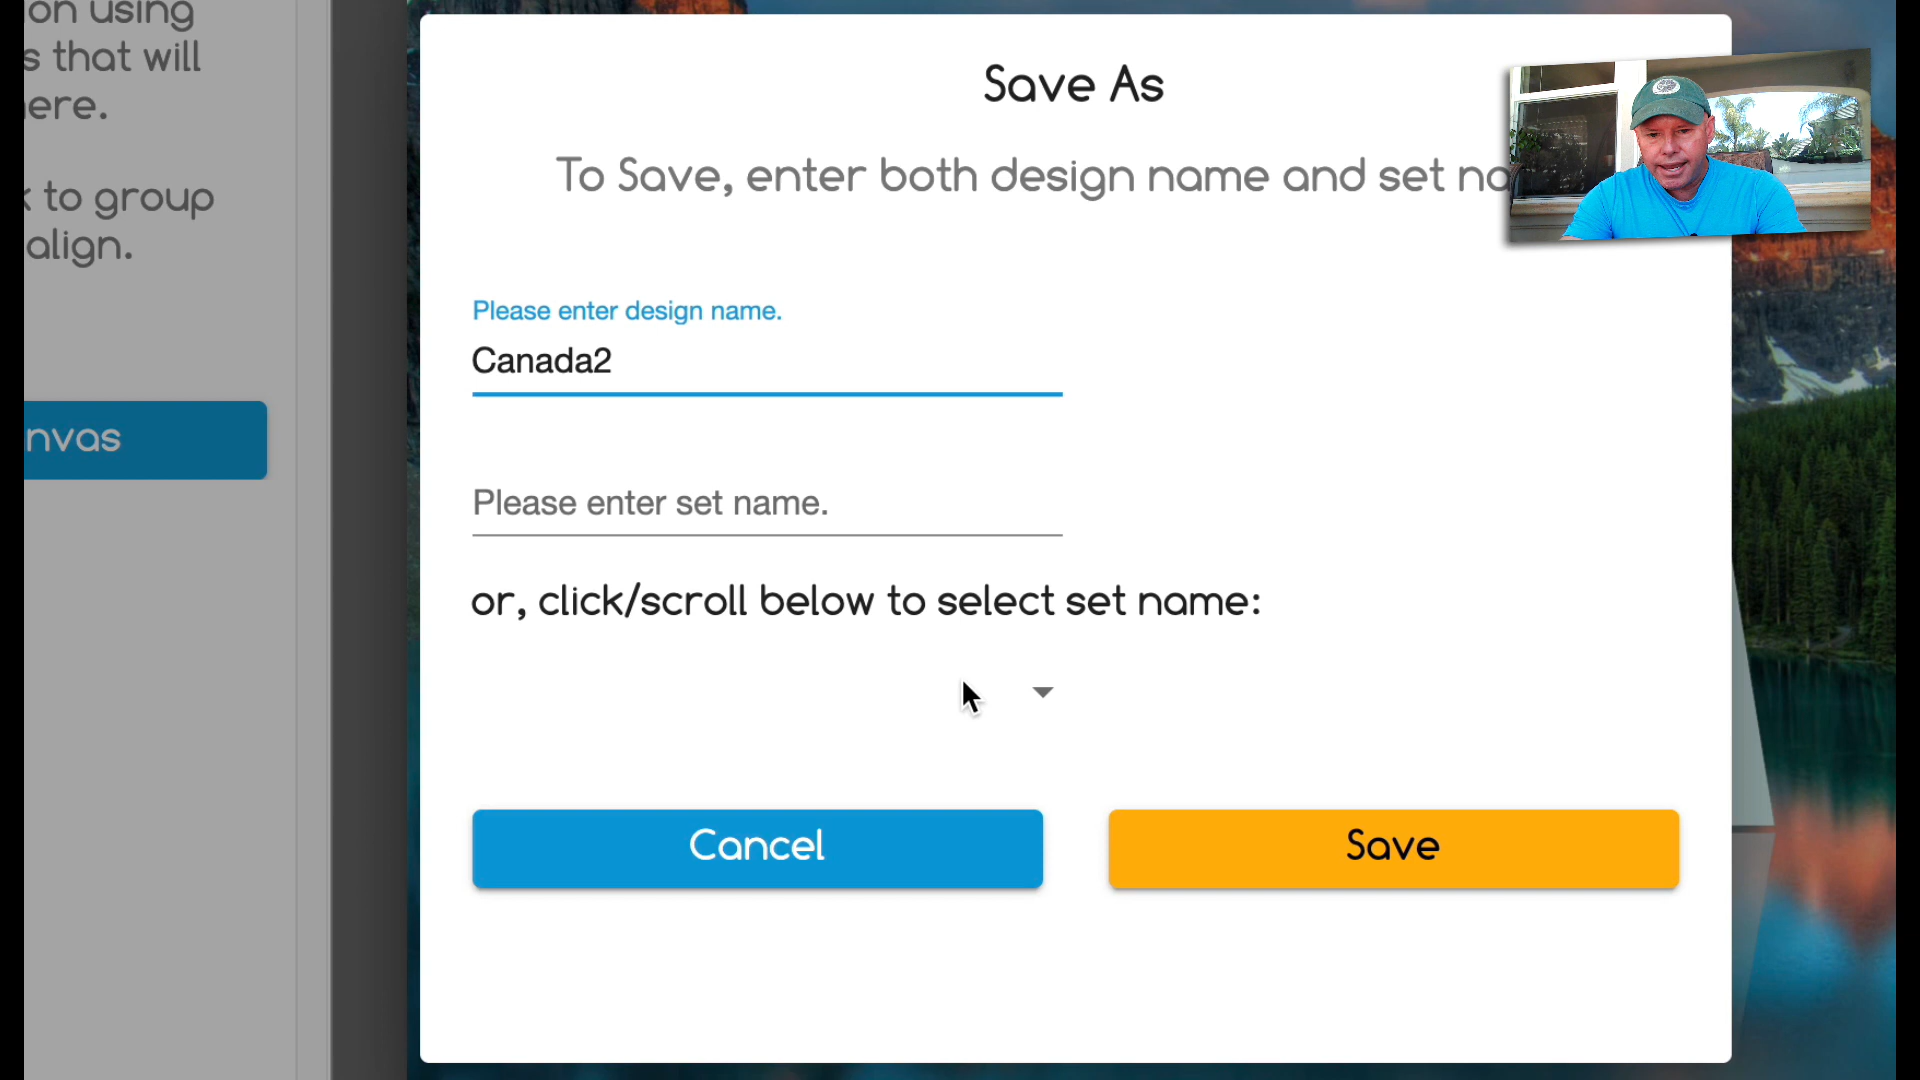 on using
s that will
ere.
to group
align.
nvas
Save As
To Save, enter both design name and set na
Please enter design name.
Canada2
Please enter set name.
or, click/scroll below to select set name:
Cancel
Save